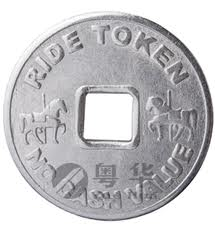 RIDE TOKEN
NO CASH VALUE
粤华